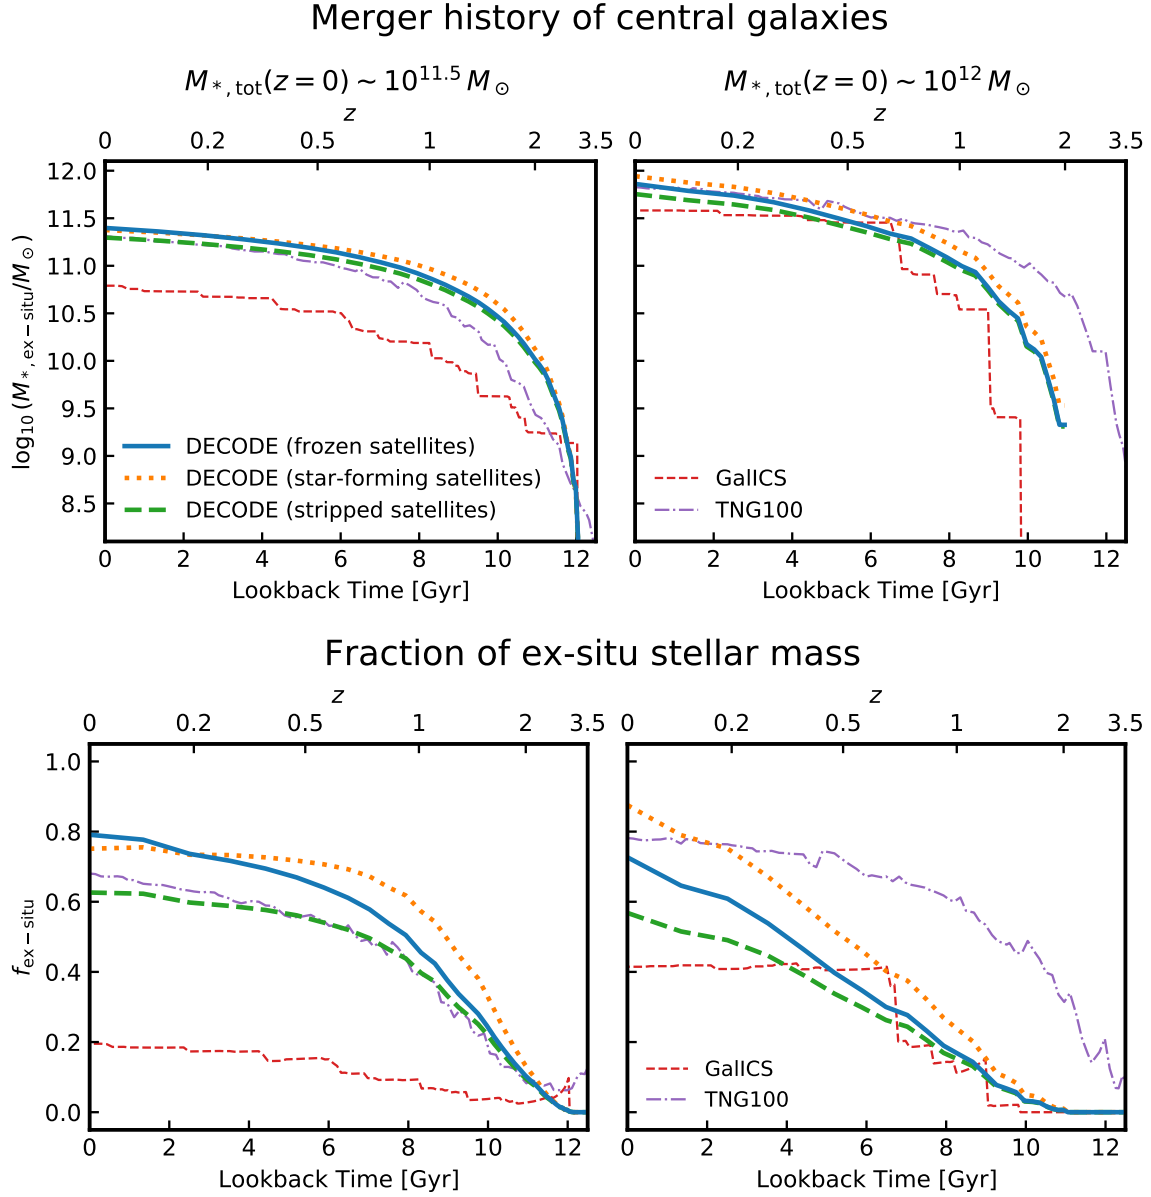 Merger history of central galaxies
M∗,tot(z = 0) ~ 10^11.5 M⊙
M∗,tot(z = 0) ~ 10^12 M⊙
z
z
0 0.2 0.5 1 2 3.5
0 0.2 0.5 1 2 3.5
log10 (M∗,ex−situ/M⊙)
12.0
11.5
11.0
10.5
10.0
9.5
9.0
8.5
DECODE (frozen satellites)
DECODE (star-forming satellites)
DECODE (stripped satellites)
GalICS
TNG100
0 2 4 6 8 10 12
0 2 4 6 8 10 12
Lookback Time [Gyr]
Lookback Time [Gyr]
Fraction of ex-situ stellar mass
z
z
0 0.2 0.5 1 2 3.5
0 0.2 0.5 1 2 3.5
fex−situ
1.0
0.8
0.6
0.4
0.2
0.0
GalICS
TNG100
0 2 4 6 8 10 12
0 2 4 6 8 10 12
Lookback Time [Gyr]
Lookback Time [Gyr]